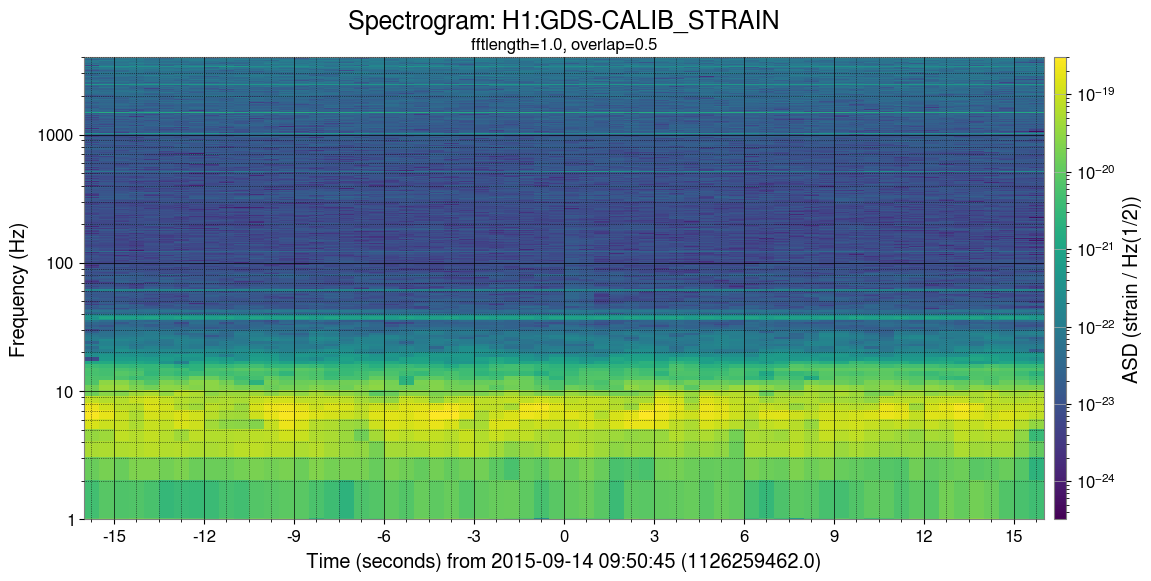 Spectrogram: H1:GDS-CALIB_STRAIN
fftlength=1.0, overlap=0.5
Frequency (Hz)
1000
100
10
1
-15 -12 -9 -6 -3 0 3 6 9 12 15
Time (seconds) from 2015-09-14 09:50:45 (1126259462.0)
10⁻¹⁹
10⁻²⁰
10⁻²¹
10⁻²²
10⁻²³
10⁻²⁴
ASD (strain / Hz(1/2))